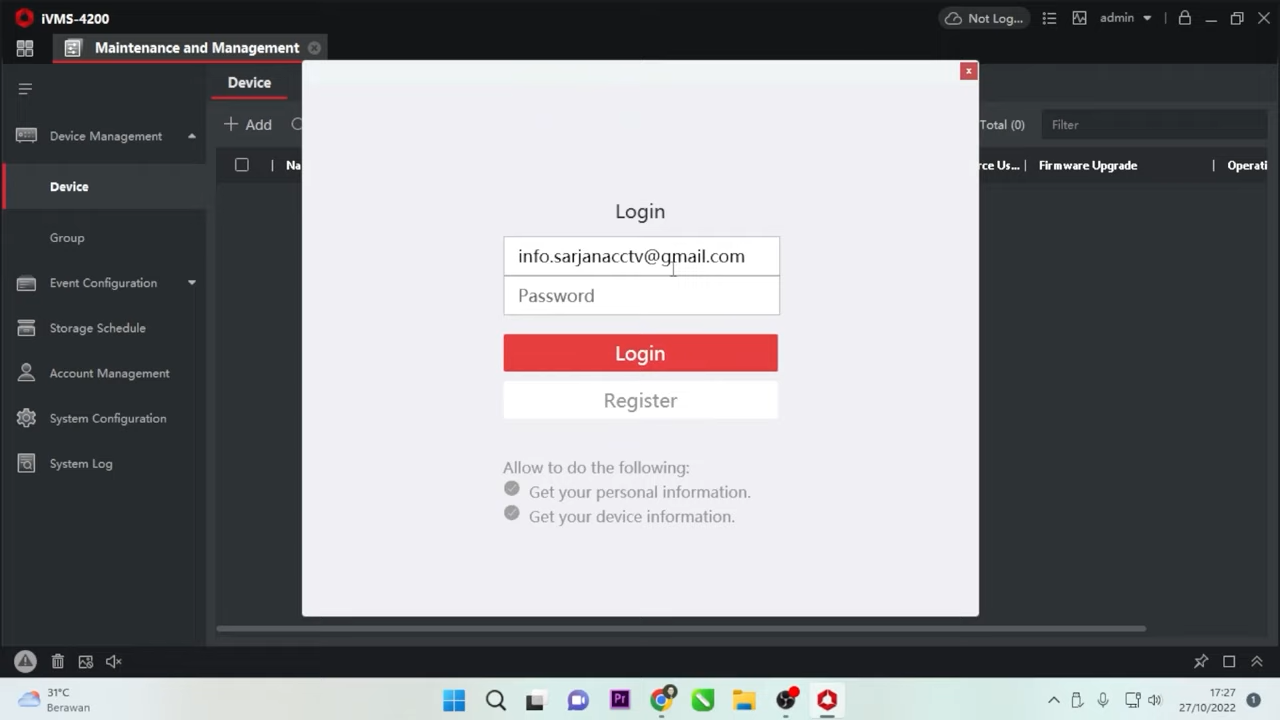 iVMS-4200
Not Log...
admin
Maintenance and Management
Device Management
Device
Group
Event Configuration
Storage Schedule
Account Management
System Configuration
System Log
Device
Add
Total (0)
Filter
Na
rce Us...
Firmware Upgrade
Operati
Login
info.sarjanacctv@gmail.com
Password
Login
Register
Allow to do the following:
Get your personal information.
Get your device information.
31°C
Berawan
Pr
17:27
27/10/2022
1